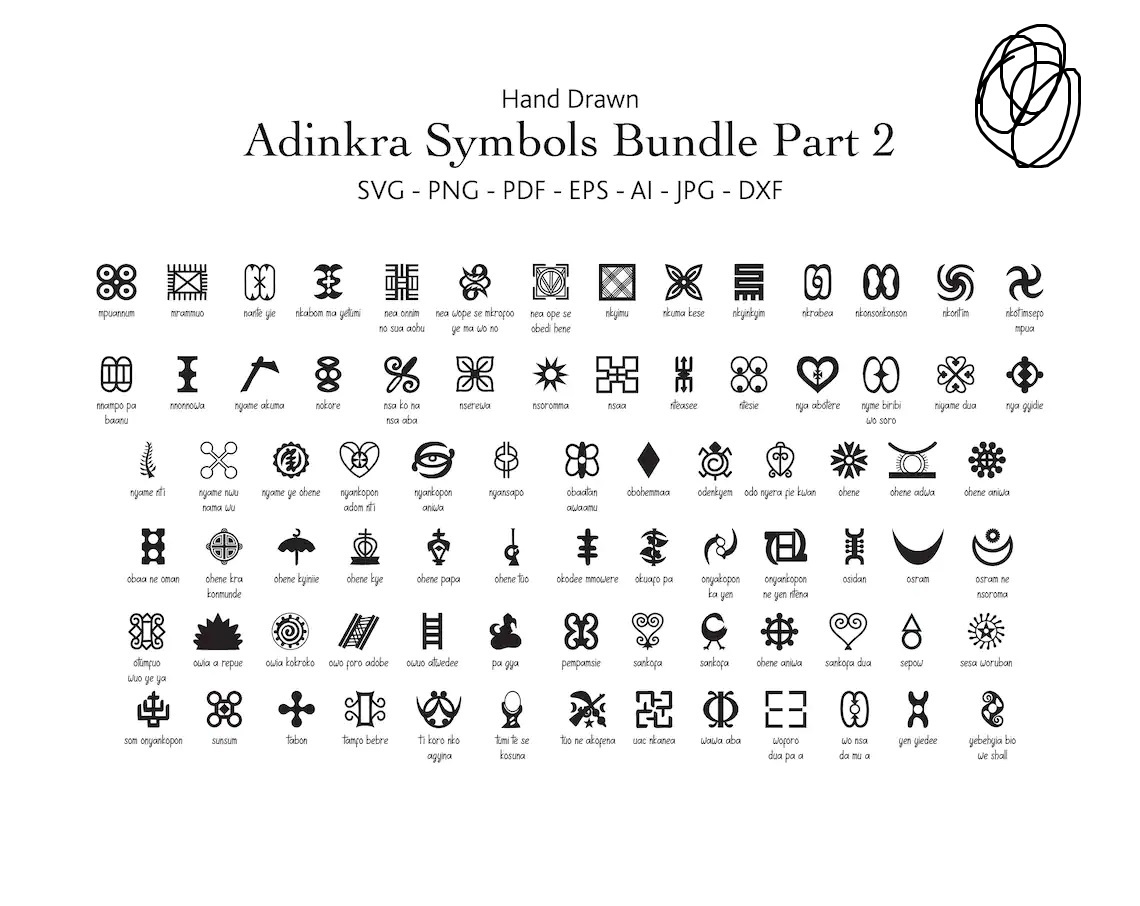 Hand Drawn
Adinkra Symbols Bundle Part 2
SVG - PNG - PDF - EPS - AI - JPG - DXF
mpuannum mrammuo nantè yie nkabom ma yetumi nea onnim nea wope se mkrofoo nea ope se nkyimu nkuma kese nkyinkyim nkrabea nkonsonkonson nkontim nkotimsefo
no sua aohu ye ma wo no obedi hene mpua
nnampo pa nnonnowa nyame akuma nokore nsa ko na nserewa nsoromma nsaa nteasee ntesie nya abotere nyme biribi niyame dua nya gyidie
baanu nsa aba wo soro
nyame nti nyame nwu nyame ye ohene nyankopon nyankopon nyansapo obaatan obohemmaa odenkyem odo nyera fie kwan ohene ohene adwa ohene aniwa
nama wu adom nti aniwa awaamu
obaa ne oman ohene kra ohene kyinie ohene kye ohene papa ohene tuo okodee mmowere okuafo pa onyakopon onyankopon osidan osram osram ne
konmunde ka yen ne yen ntena nsoroma
otumfuo owia a repue owia kokroko owo foro adobe owuo atwedee pa gya pempamsie sankofa sankofa ohene aniwa sankofa dua sepow sesa woruban
wuo ye ya
som onyankopon sunsum tabon tamfo bebre ti koro nko tumi te se tuo ne akofena uac nkanea wawa aba woforo wo nsa yen yiedee yebehyia bio
agyina kosuna dua pa a da mu a we shall